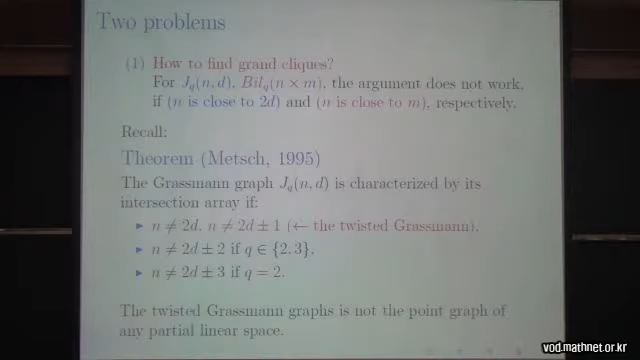 Two problems
(1) How to find grand cliques?
For J_q(n, d), Bil_q(n × m), the argument does not work,
if (n is close to 2d) and (n is close to m), respectively.
Recall:
Theorem (Metsch, 1995)
The Grassmann graph J_q(n, d) is characterized by its
intersection array if:
▶ n ≠ 2d, n ≠ 2d ± 1 (← the twisted Grassmann),
▶ n ≠ 2d ± 2 if q ∈ {2, 3},
▶ n ≠ 2d ± 3 if q = 2.
The twisted Grassmann graphs is not the point graph of
any partial linear space.
vod.mathnet.or.kr